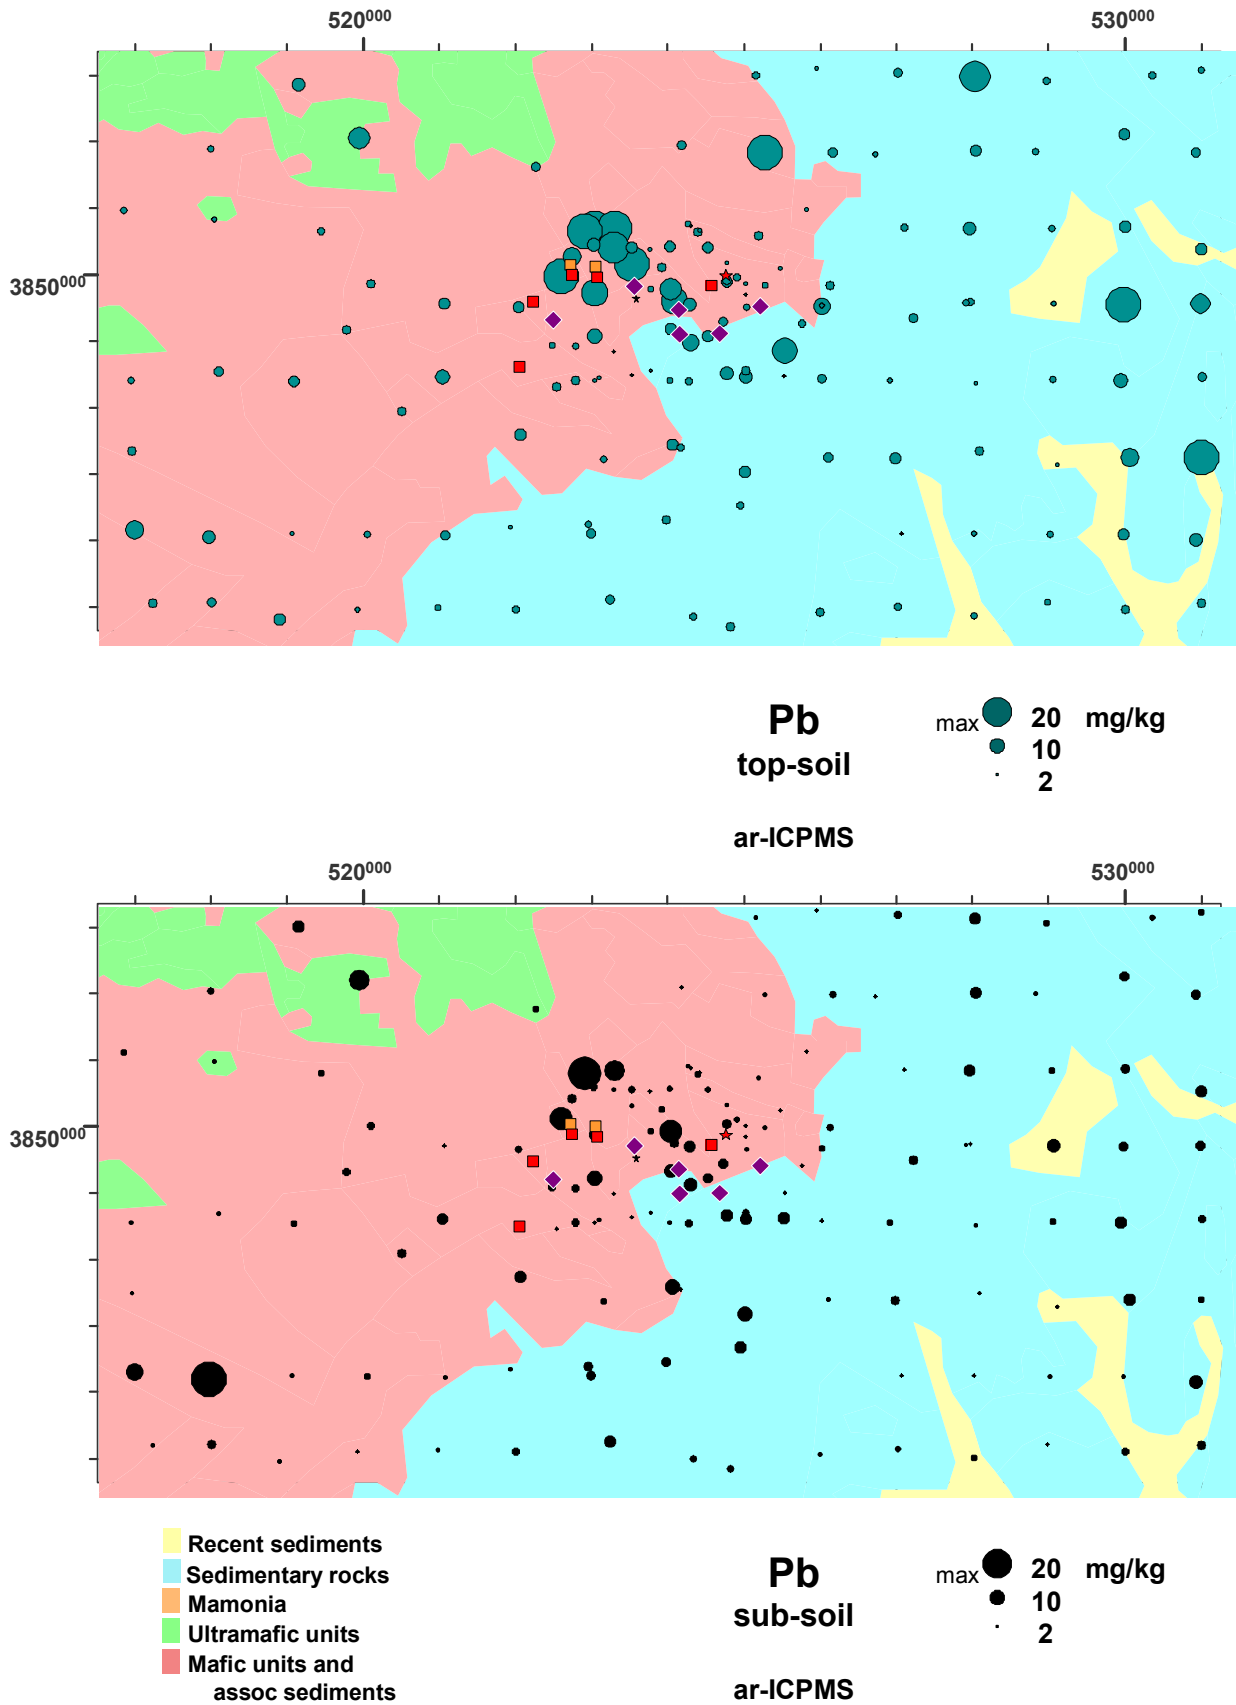 520000 530000
3850000
Pb
top-soil
max 20 mg/kg
10
2
ar-ICPMS
520000 530000
3850000
Recent sediments
Sedimentary rocks
Mamonia
Ultramafic units
Mafic units and
assoc sediments
Pb
sub-soil
max 20 mg/kg
10
2
ar-ICPMS